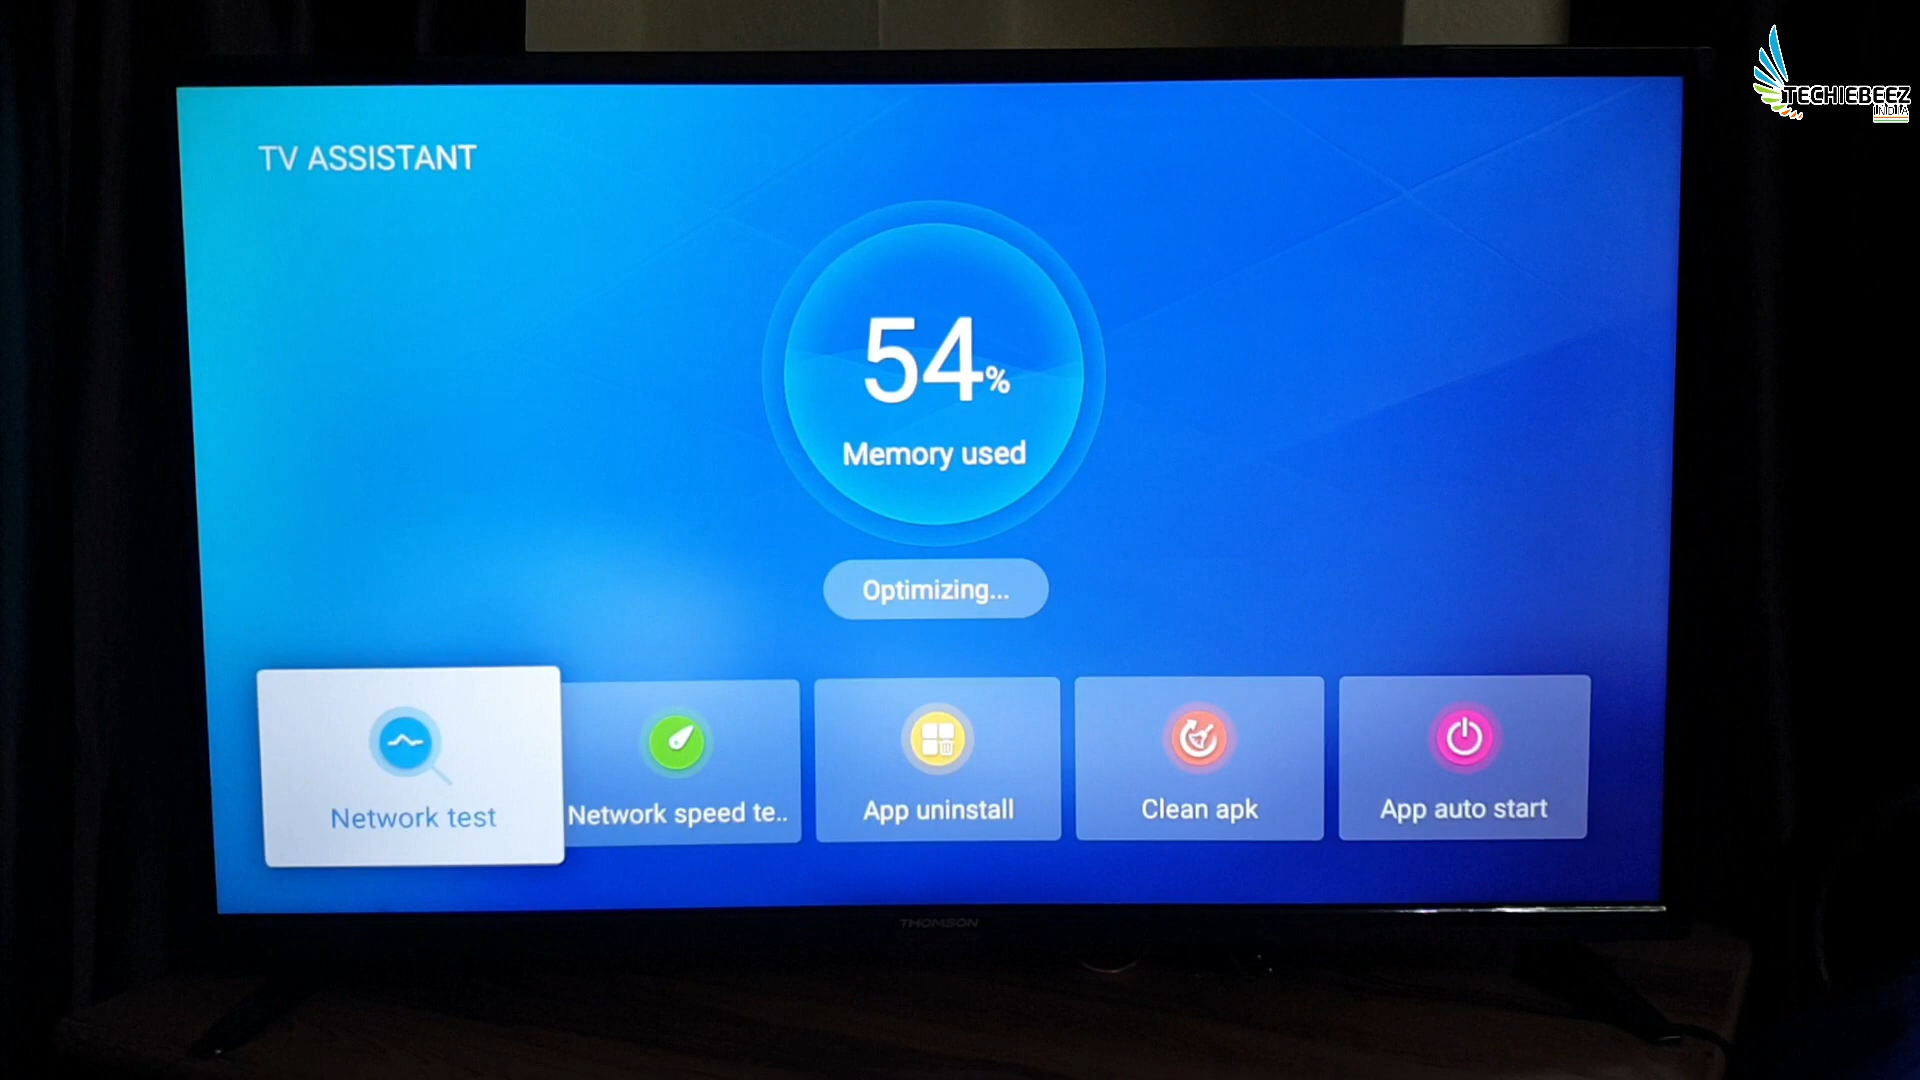 TECHIEBEEZ
INDIA
TV ASSISTANT
54%
Memory used
Optimizing...
Network test
Network speed te..
App uninstall
Clean apk
App auto start
THOMSON